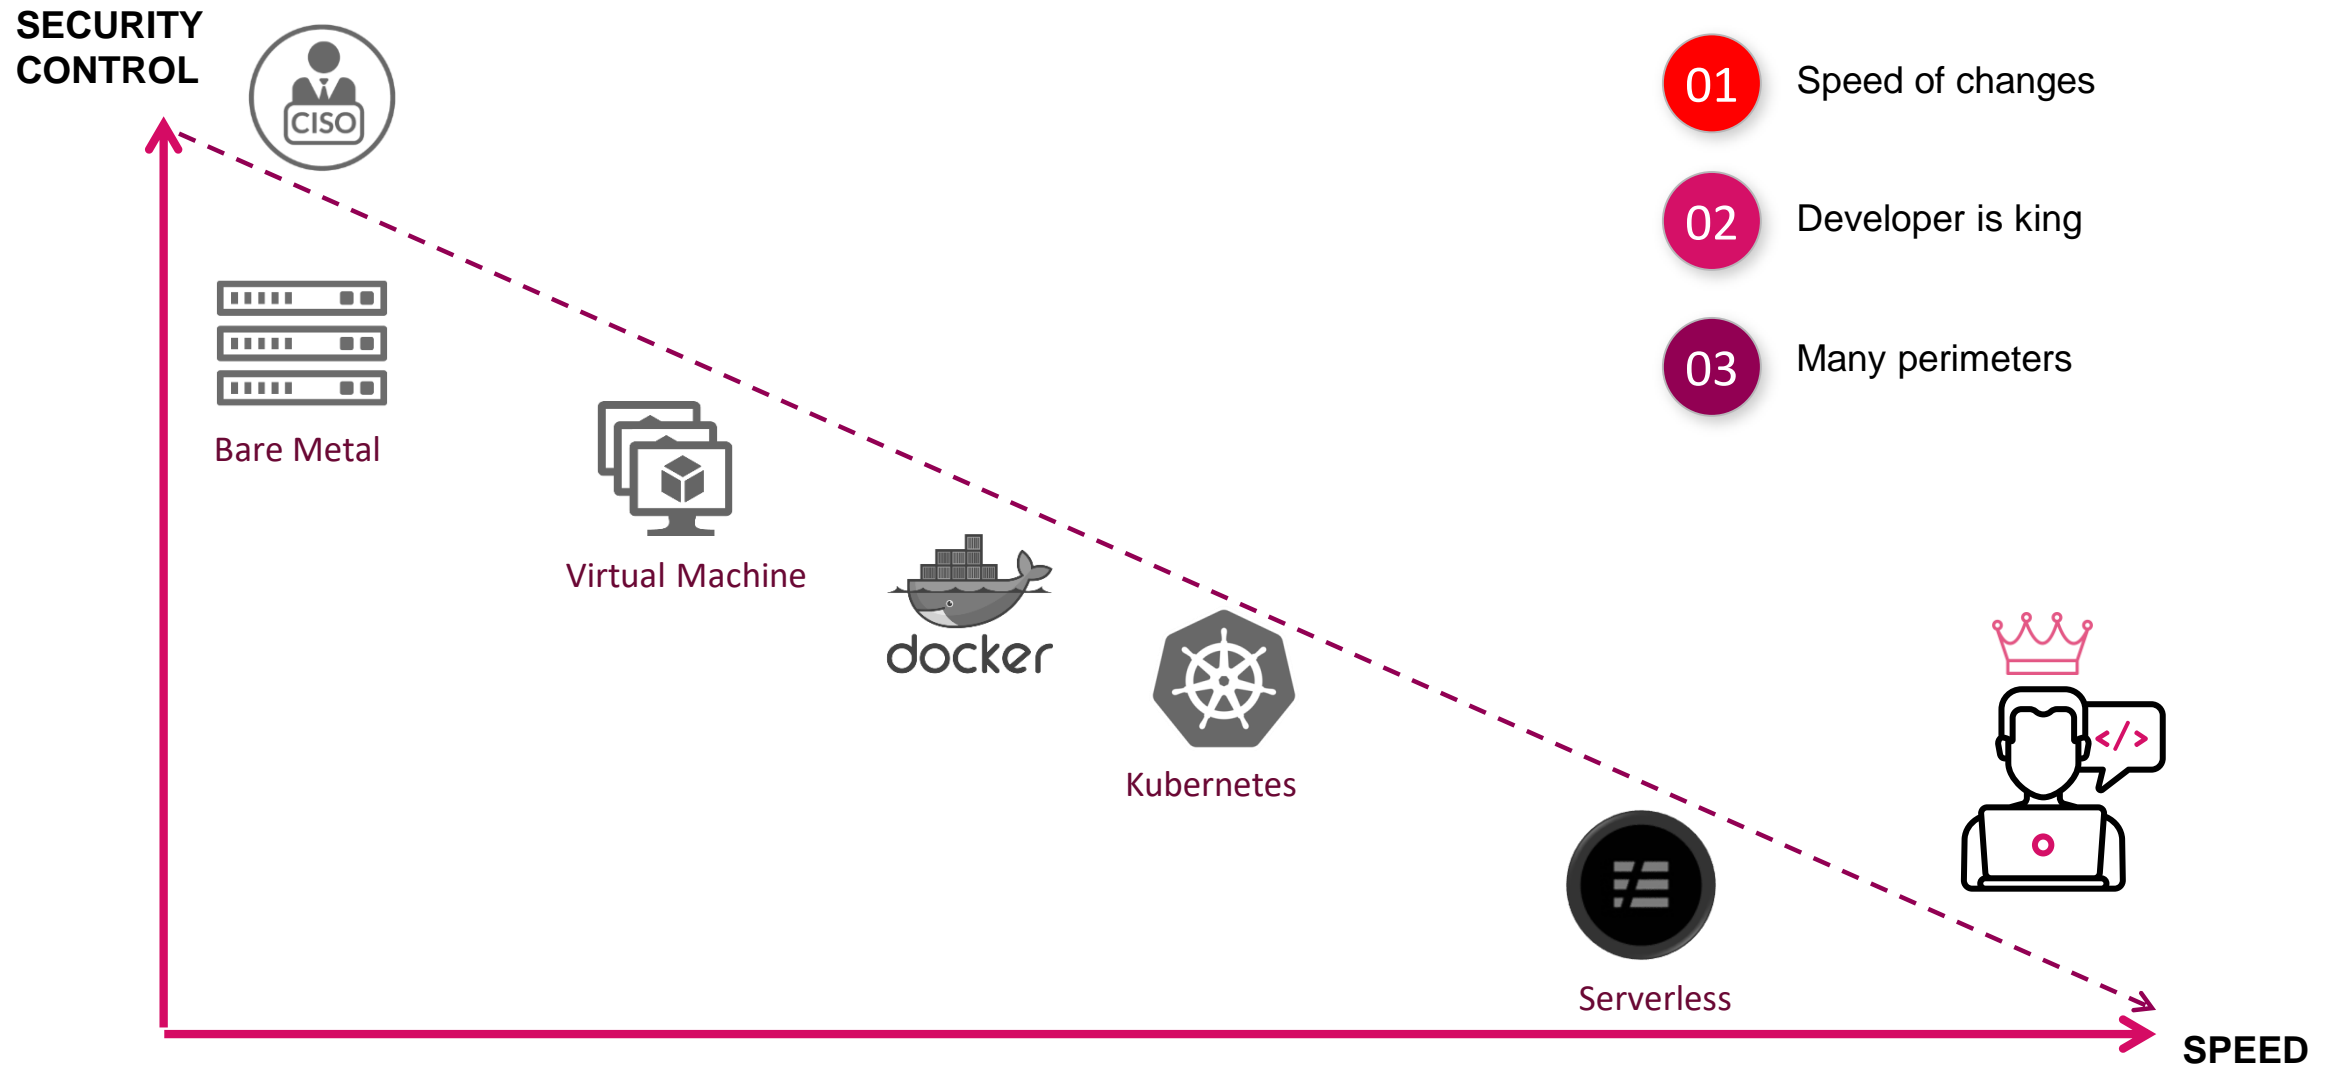 SECURITY
CONTROL
CISO
01 Speed of changes
02 Developer is king
03 Many perimeters
Bare Metal
Virtual Machine
docker
Kubernetes
</>
Serverless
SPEED